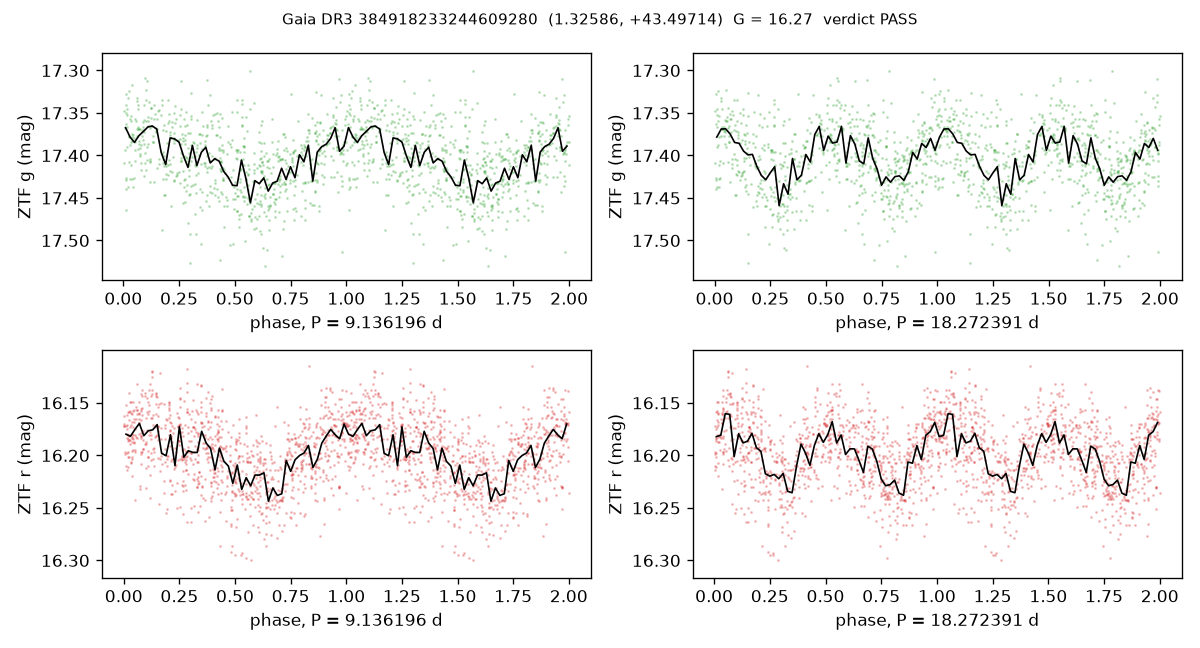 Gaia DR3 384918233244609280 (1.32586, +43.49714) G = 16.27 verdict PASS
ZTF g (mag)
17.30
17.35
17.40
17.45
17.50
0.00 0.25 0.50 0.75 1.00 1.25 1.50 1.75 2.00
phase, P = 9.136196 d
ZTF g (mag)
17.30
17.35
17.40
17.45
17.50
0.00 0.25 0.50 0.75 1.00 1.25 1.50 1.75 2.00
phase, P = 18.272391 d
ZTF r (mag)
16.15
16.20
16.25
16.30
0.00 0.25 0.50 0.75 1.00 1.25 1.50 1.75 2.00
phase, P = 9.136196 d
ZTF r (mag)
16.15
16.20
16.25
16.30
0.00 0.25 0.50 0.75 1.00 1.25 1.50 1.75 2.00
phase, P = 18.272391 d